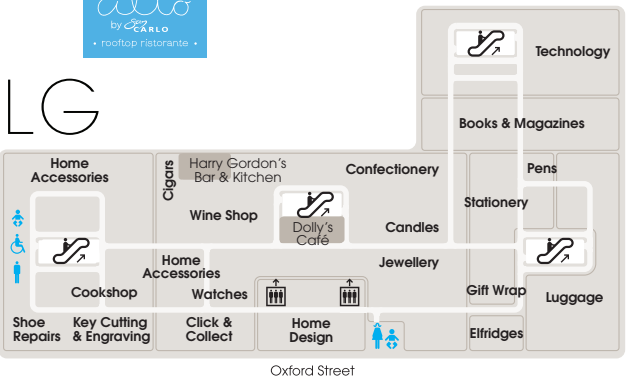 alto
by San
CARLO
• rooftop ristorante •
LG
Technology
Books & Magazines
Home
Accessories
Cigars
Harry Gordon's
Bar & Kitchen
Confectionery
Pens
Wine Shop
Stationery
Dolly's
Café
Candles
Home
Accessories
Jewellery
Cookshop
Watches
Gift Wrap
Luggage
Shoe
Repairs
Key Cutting
& Engraving
Click &
Collect
Home
Design
Elfridges
Oxford Street